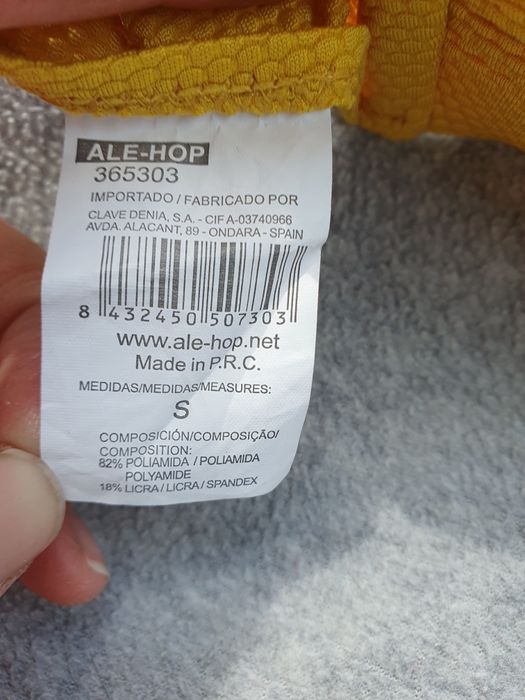 ALE-HOP
365303
IMPORTADO / FABRICADO POR
CLAVE DENIA, S.A. - CIF A-03740966
AVDA. ALACANT, 89 - ONDARA - SPAIN
8 432450 507303
www.ale-hop.net
Made in P.R.C.
MEDIDAS/MEDIDAS/MEASURES:
S
COMPOSICIÓN/COMPOSIÇÃO/
COMPOSITION:
82% POLIAMIDA / POLIAMIDA
POLYAMIDE
18% LICRA / LICRA / SPANDEX